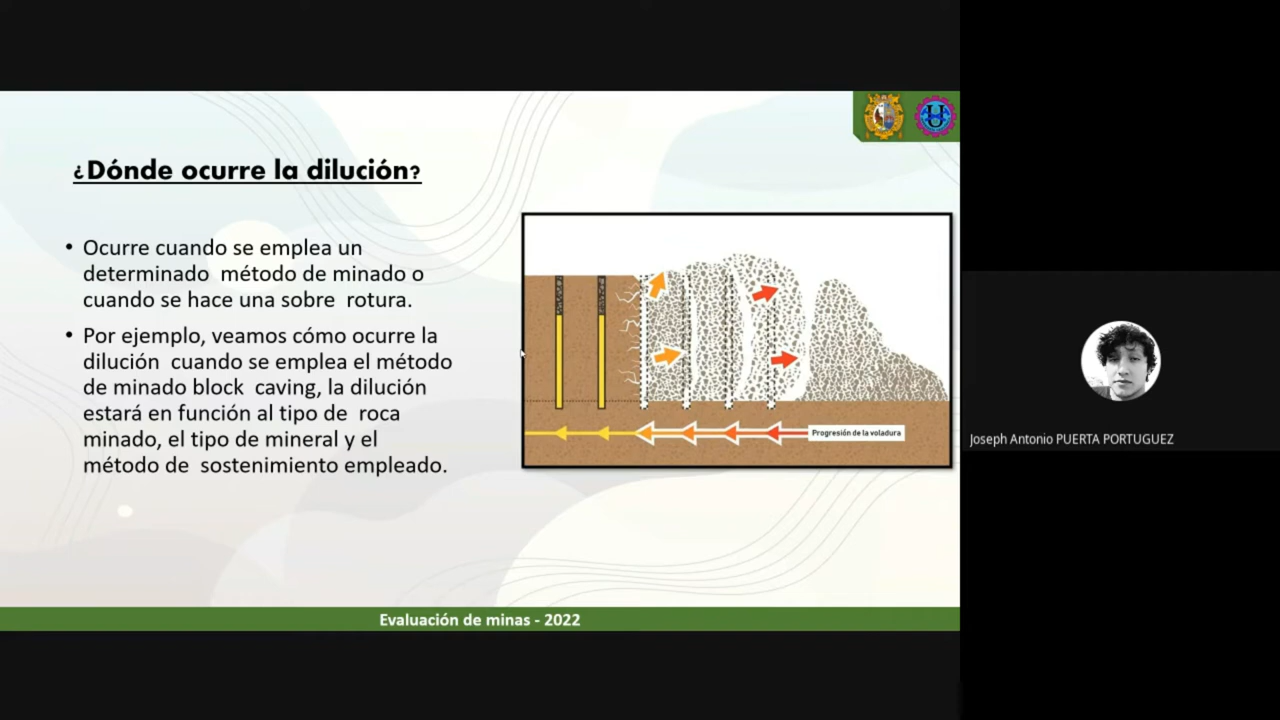 ¿Dónde ocurre la dilución?
• Ocurre cuando se emplea un
determinado método de minado o
cuando se hace una sobre rotura.
• Por ejemplo, veamos cómo ocurre la
dilución cuando se emplea el método
de minado block caving, la dilución
estará en función al tipo de roca
minado, el tipo de mineral y el
método de sostenimiento empleado.
Progresión de la voladura
Evaluación de minas - 2022
Joseph Antonio PUERTA PORTUGUEZ